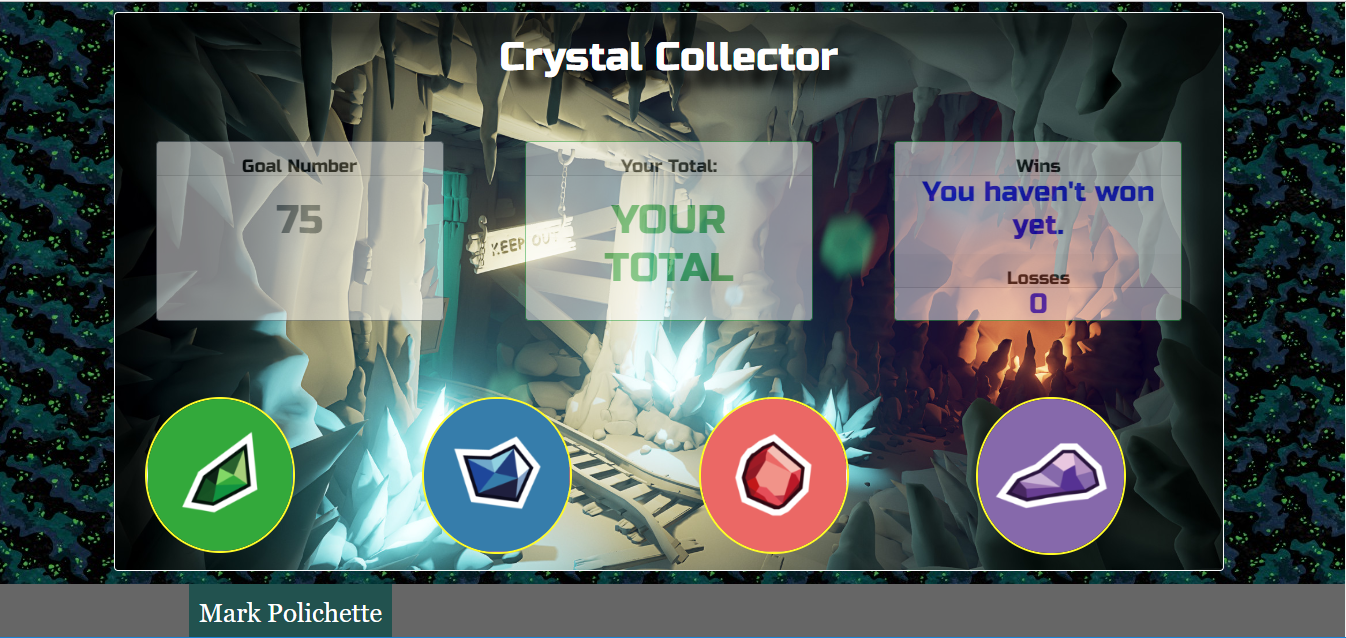 Crystal Collector
Goal Number
75
Your Total:
YOUR
TOTAL
Wins
You haven't won
yet.
Losses
0
KEEP OUT
Mark Polichette